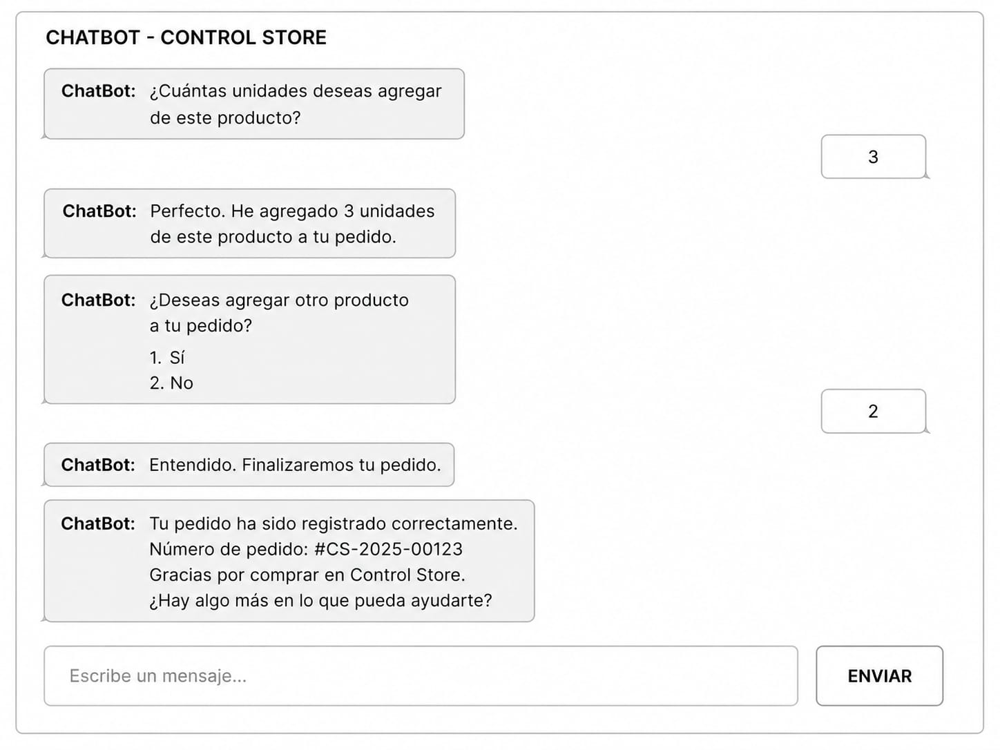 CHATBOT - CONTROL STORE
ChatBot: ¿Cuántas unidades deseas agregar
de este producto?
3
ChatBot: Perfecto. He agregado 3 unidades
de este producto a tu pedido.
ChatBot: ¿Deseas agregar otro producto
a tu pedido?
1. Sí
2. No
2
ChatBot: Entendido. Finalizaremos tu pedido.
ChatBot: Tu pedido ha sido registrado correctamente.
Número de pedido: #CS-2025-00123
Gracias por comprar en Control Store.
¿Hay algo más en lo que pueda ayudarte?
Escribe un mensaje...
ENVIAR